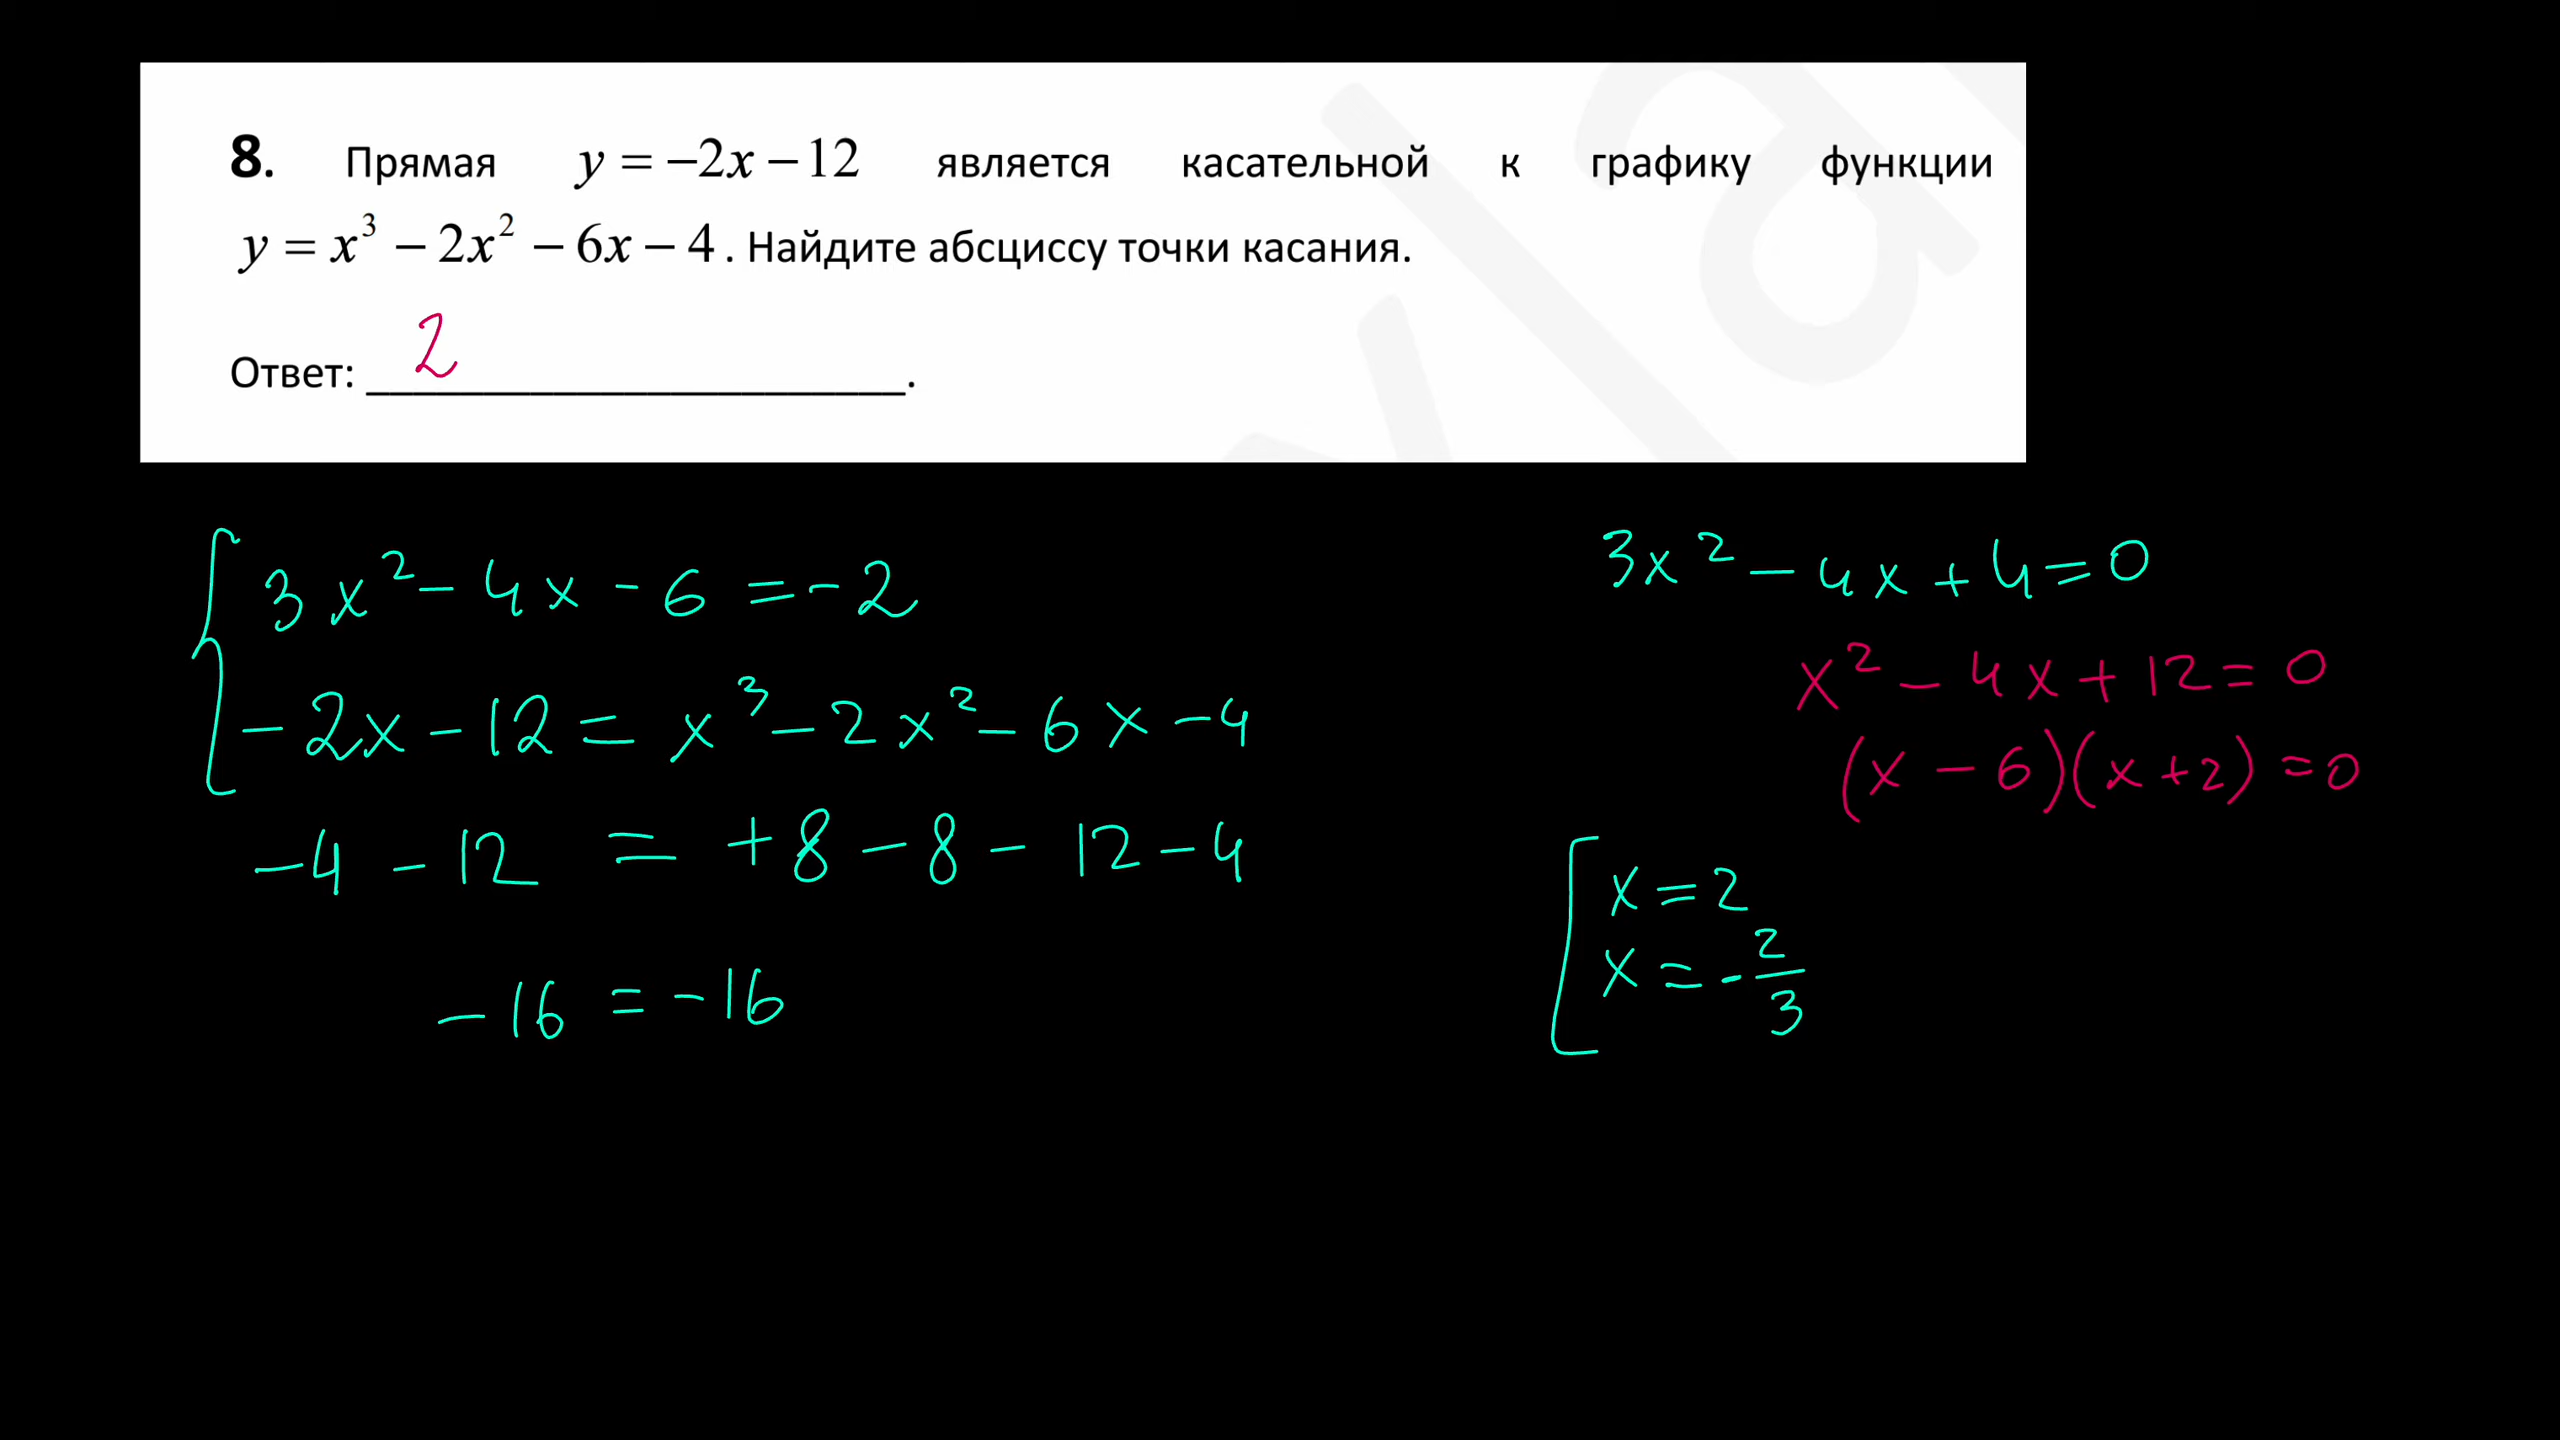 8. Прямая y = −2x − 12 является касательной к графику функции
y = x³ − 2x² − 6x − 4. Найдите абсциссу точки касания.
Ответ: 2.
3x² − 4x − 6 = −2
−2x − 12 = x³ − 2x² − 6x − 4
−4 − 12 = +8 − 8 − 12 − 4
−16 = −16
3x² − 4x + 4 = 0
x² − 4x + 12 = 0
(x − 6)(x + 2) = 0
x = 2
x = −2/3